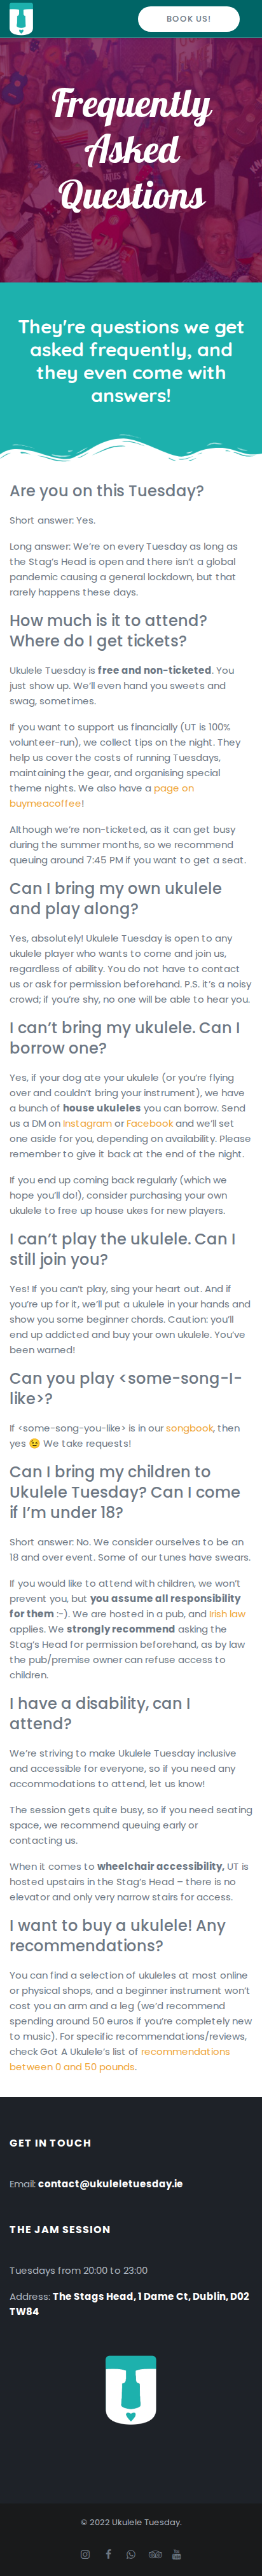 BOOK US!
Frequently
Asked
Questions
They're questions we get
asked frequently, and
they even come with
answers!
Are you on this Tuesday?
Short answer: Yes.
Long answer: We're on every Tuesday as long as
the Stag's Head is open and there isn't a global
pandemic causing a general lockdown, but that
rarely happens these days.
How much is it to attend?
Where do I get tickets?
Ukulele Tuesday is free and non-ticketed. You
just show up. We'll even hand you sweets and
swag, sometimes.
If you want to support us financially (UT is 100%
volunteer-run), we collect tips on the night. They
help us cover the costs of running Tuesdays,
maintaining the gear, and organising special
theme nights. We also have a page on
buymeacoffee!
Although we're non-ticketed, as it can get busy
during the summer months, so we recommend
queuing around 7:45 PM if you want to get a seat.
Can I bring my own ukulele
and play along?
Yes, absolutely! Ukulele Tuesday is open to any
ukulele player who wants to come and join us,
regardless of ability. You do not have to contact
us or ask for permission beforehand. P.S. it's a noisy
crowd; if you're shy, no one will be able to hear you.
I can't bring my ukulele. Can I
borrow one?
Yes, if your dog ate your ukulele (or you're flying
over and couldn't bring your instrument), we have
a bunch of house ukuleles you can borrow. Send
us a DM on Instagram or Facebook and we'll set
one aside for you, depending on availability. Please
remember to give it back at the end of the night.
If you end up coming back regularly (which we
hope you'll do!), consider purchasing your own
ukulele to free up house ukes for new players.
I can't play the ukulele. Can I
still join you?
Yes! If you can't play, sing your heart out. And if
you're up for it, we'll put a ukulele in your hands and
show you some beginner chords. Caution: you'll
end up addicted and buy your own ukulele. You've
been warned!
Can you play <some-song-I-
like>?
If <some-song-you-like> is in our songbook, then
yes 😉 We take requests!
Can I bring my children to
Ukulele Tuesday? Can I come
if I'm under 18?
Short answer: No. We consider ourselves to be an
18 and over event. Some of our tunes have swears.
If you would like to attend with children, we won't
prevent you, but you assume all responsibility
for them :-). We are hosted in a pub, and Irish law
applies. We strongly recommend asking the
Stag's Head for permission beforehand, as by law
the pub/premise owner can refuse access to
children.
I have a disability, can I
attend?
We're striving to make Ukulele Tuesday inclusive
and accessible for everyone, so if you need any
accommodations to attend, let us know!
The session gets quite busy, so if you need seating
space, we recommend queuing early or
contacting us.
When it comes to wheelchair accessibility, UT is
hosted upstairs in the Stag's Head – there is no
elevator and only very narrow stairs for access.
I want to buy a ukulele! Any
recommendations?
You can find a selection of ukuleles at most online
or physical shops, and a beginner instrument won't
cost you an arm and a leg (we'd recommend
spending around 50 euros if you're completely new
to music). For specific recommendations/reviews,
check Got A Ukulele's list of recommendations
between 0 and 50 pounds.
GET IN TOUCH
Email: contact@ukuleletuesday.ie
THE JAM SESSION
Tuesdays from 20:00 to 23:00
Address: The Stags Head, 1 Dame Ct, Dublin, D02
TW84
© 2022 Ukulele Tuesday.